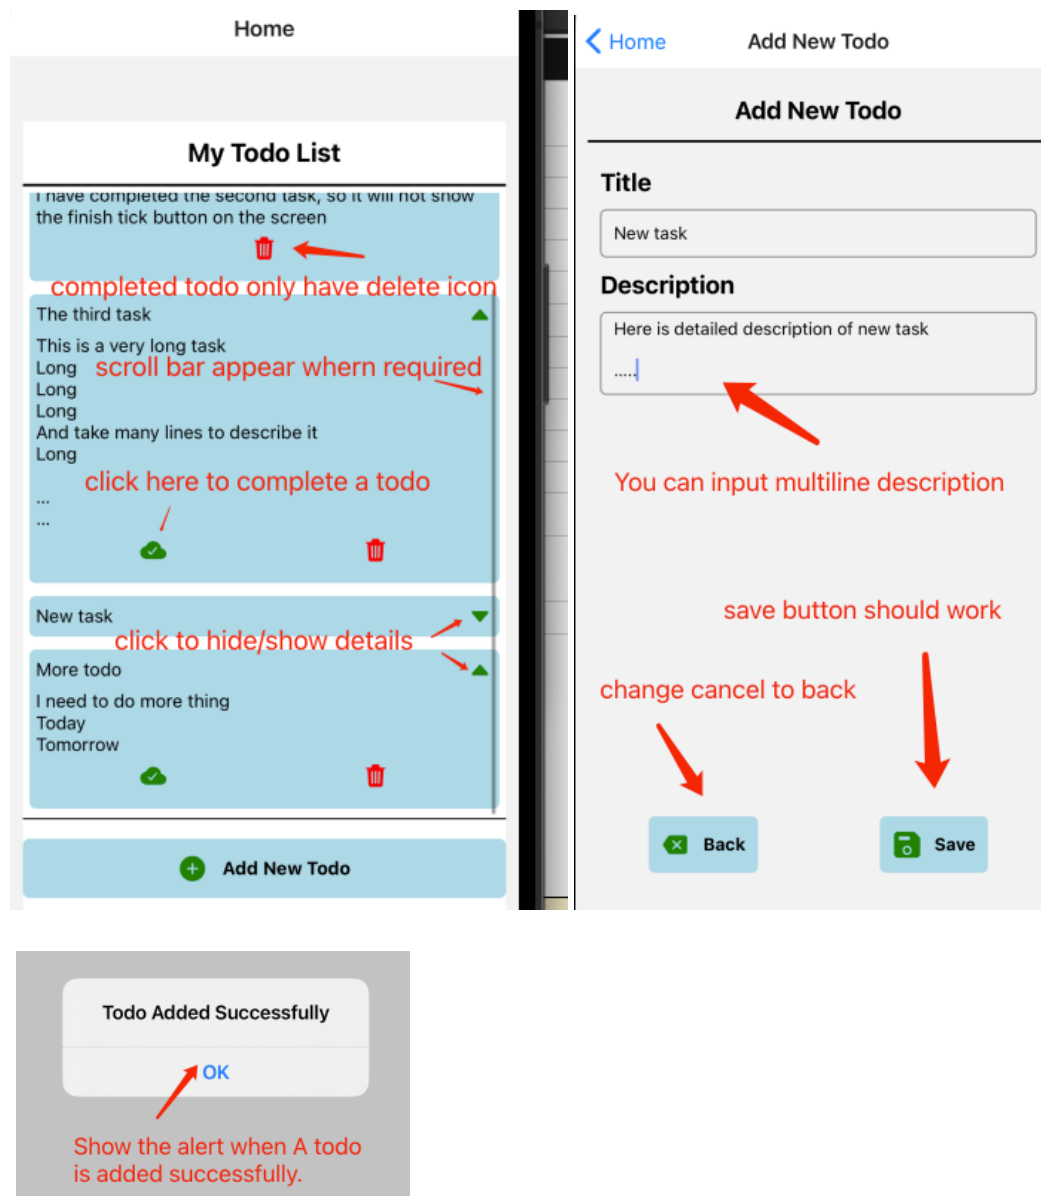 Home
My Todo List
I have completed the second task, so it will not show
the finish tick button on the screen
completed todo only have delete icon
The third task
This is a very long task
Long
scroll bar appear whern required
Long
Long
And take many lines to describe it
Long
click here to complete a todo
...
...
New task
click to hide/show details
More todo
I need to do more thing
Today
Tomorrow
Add New Todo
Home
Add New Todo
Add New Todo
Title
New task
Description
Here is detailed description of new task
.....
You can input multiline description
save button should work
change cancel to back
Back
Save
Todo Added Successfully
OK
Show the alert when A todo
is added successfully.